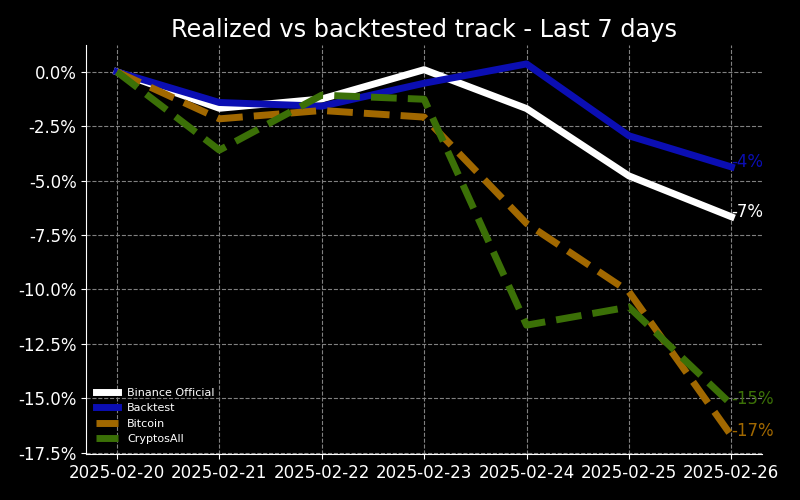 Realized vs backtested track - Last 7 days
0.0%
-2.5%
-5.0%
-7.5%
-10.0%
-12.5%
-15.0%
-17.5%
-4%
-7%
-15%
-17%
Binance Official
Backtest
Bitcoin
CryptosAll
2025-02-20 2025-02-21 2025-02-22 2025-02-23 2025-02-24 2025-02-25 2025-02-26